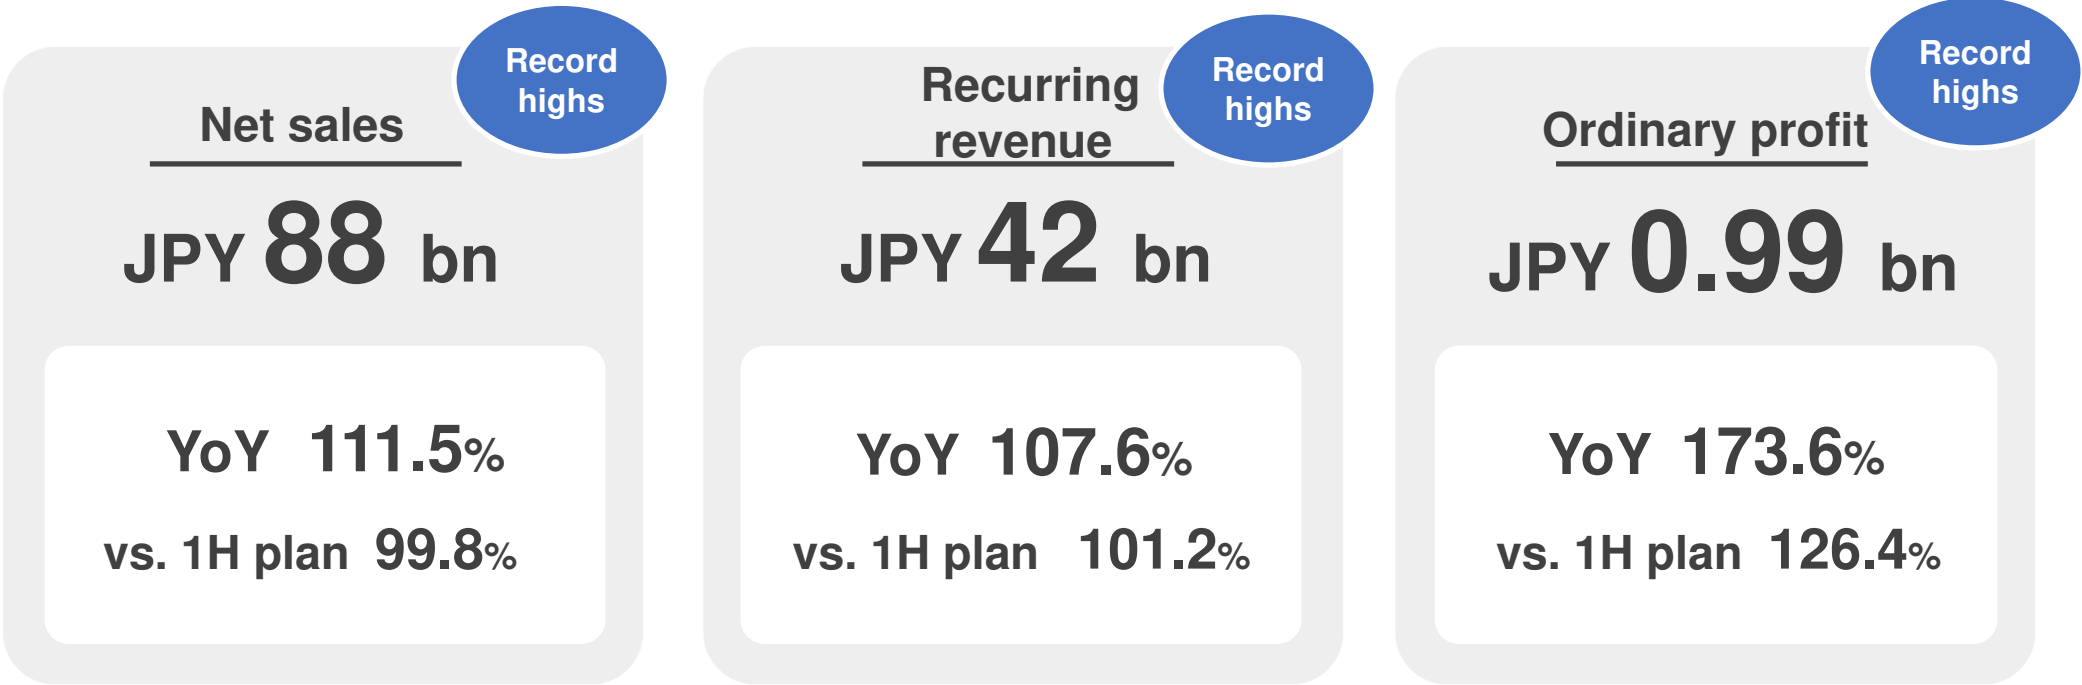 Record
highs
Net sales
JPY 88 bn
YoY 111.5%
vs. 1H plan 99.8%
Record
highs
Recurring
revenue
JPY 42 bn
YoY 107.6%
vs. 1H plan 101.2%
Record
highs
Ordinary profit
JPY 0.99 bn
YoY 173.6%
vs. 1H plan 126.4%